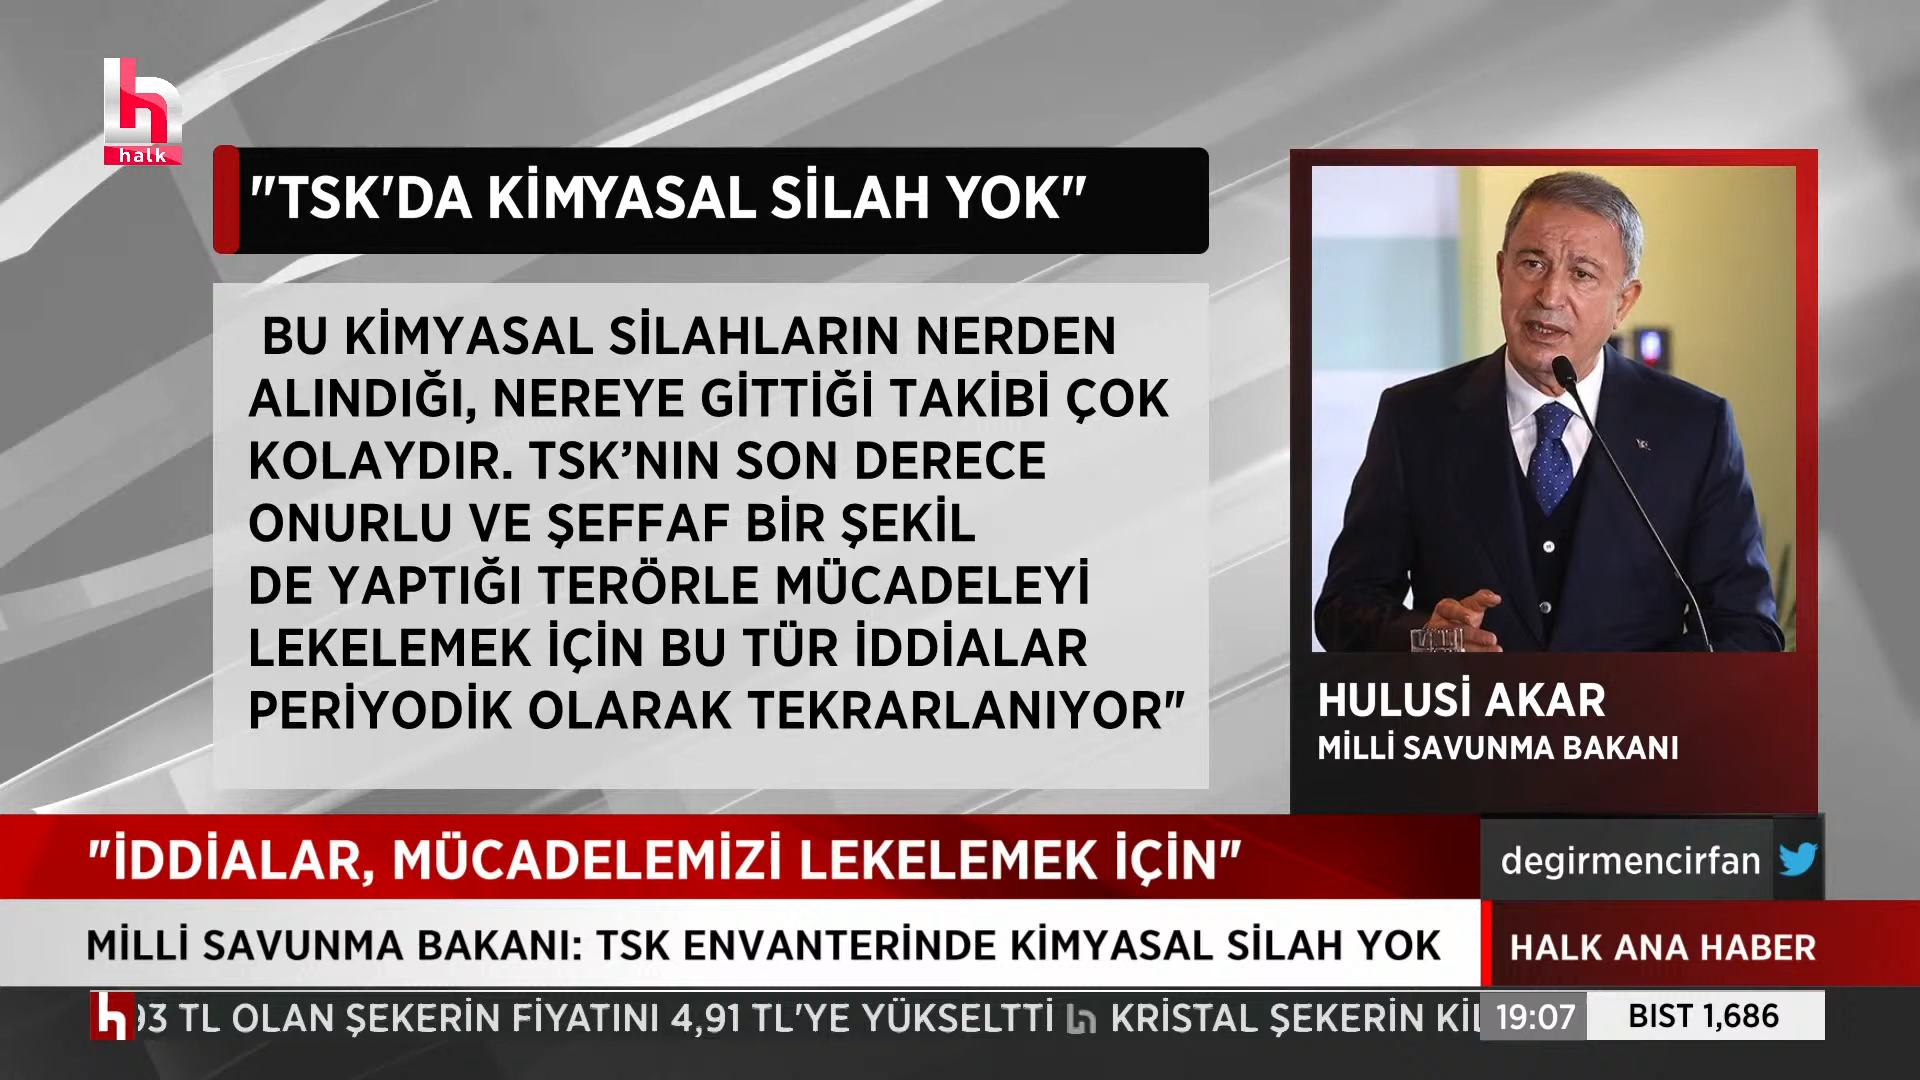 halk
"TSK'DA KİMYASAL SİLAH YOK"
BU KİMYASAL SİLAHLARIN NERDEN
ALINDIĞI, NEREYE GİTTİĞİ TAKİBİ ÇOK
KOLAYDIR. TSK’NIN SON DERECE
ONURLU VE ŞEFFAF BİR ŞEKİL
DE YAPTIĞI TERÖRLE MÜCADELEYİ
LEKELEMEK İÇİN BU TÜR İDDİALAR
PERİYODİK OLARAK TEKRARLANIYOR"
HULUSİ AKAR
MİLLİ SAVUNMA BAKANI
"İDDİALAR, MÜCADELEMİZİ LEKELEMEK İÇİN"
degirmencirfan
MİLLİ SAVUNMA BAKANI: TSK ENVANTERİNDE KİMYASAL SİLAH YOK
HALK ANA HABER
93 TL OLAN ŞEKERİN FİYATINI 4,91 TL'YE YÜKSELTTİ KRİSTAL ŞEKERİN KİL
19:07
BIST 1,686